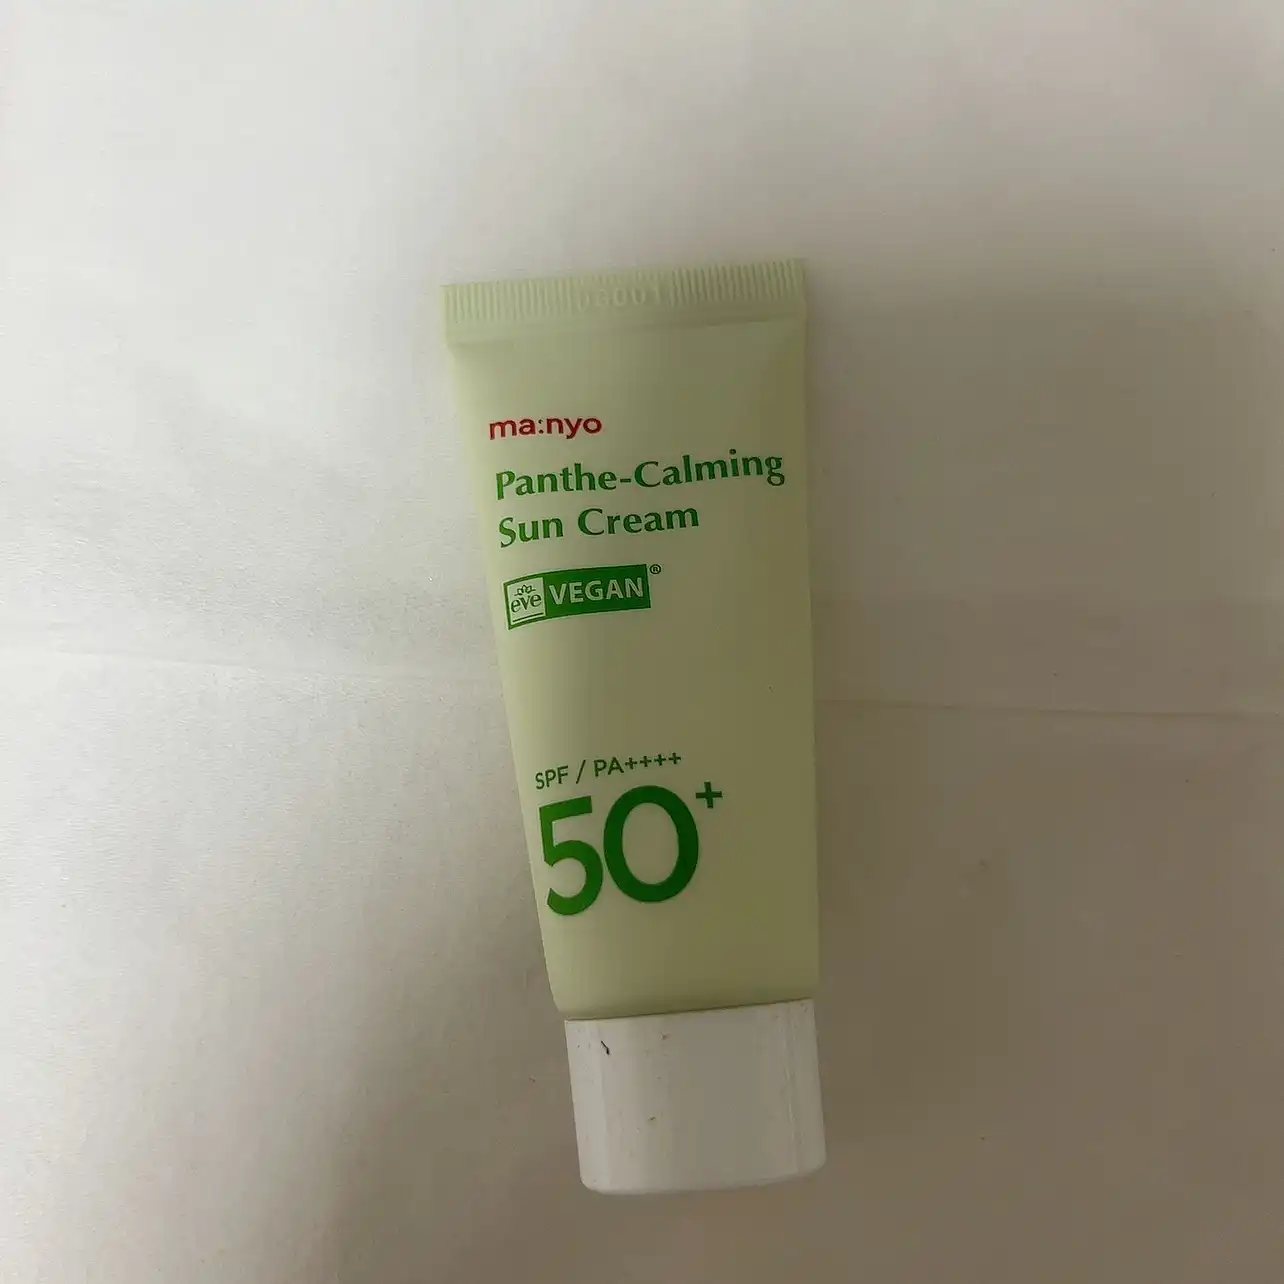 ma:nyo
Panthe-Calming
Sun Cream
eve VEGAN®
SPF / PA++++
50+